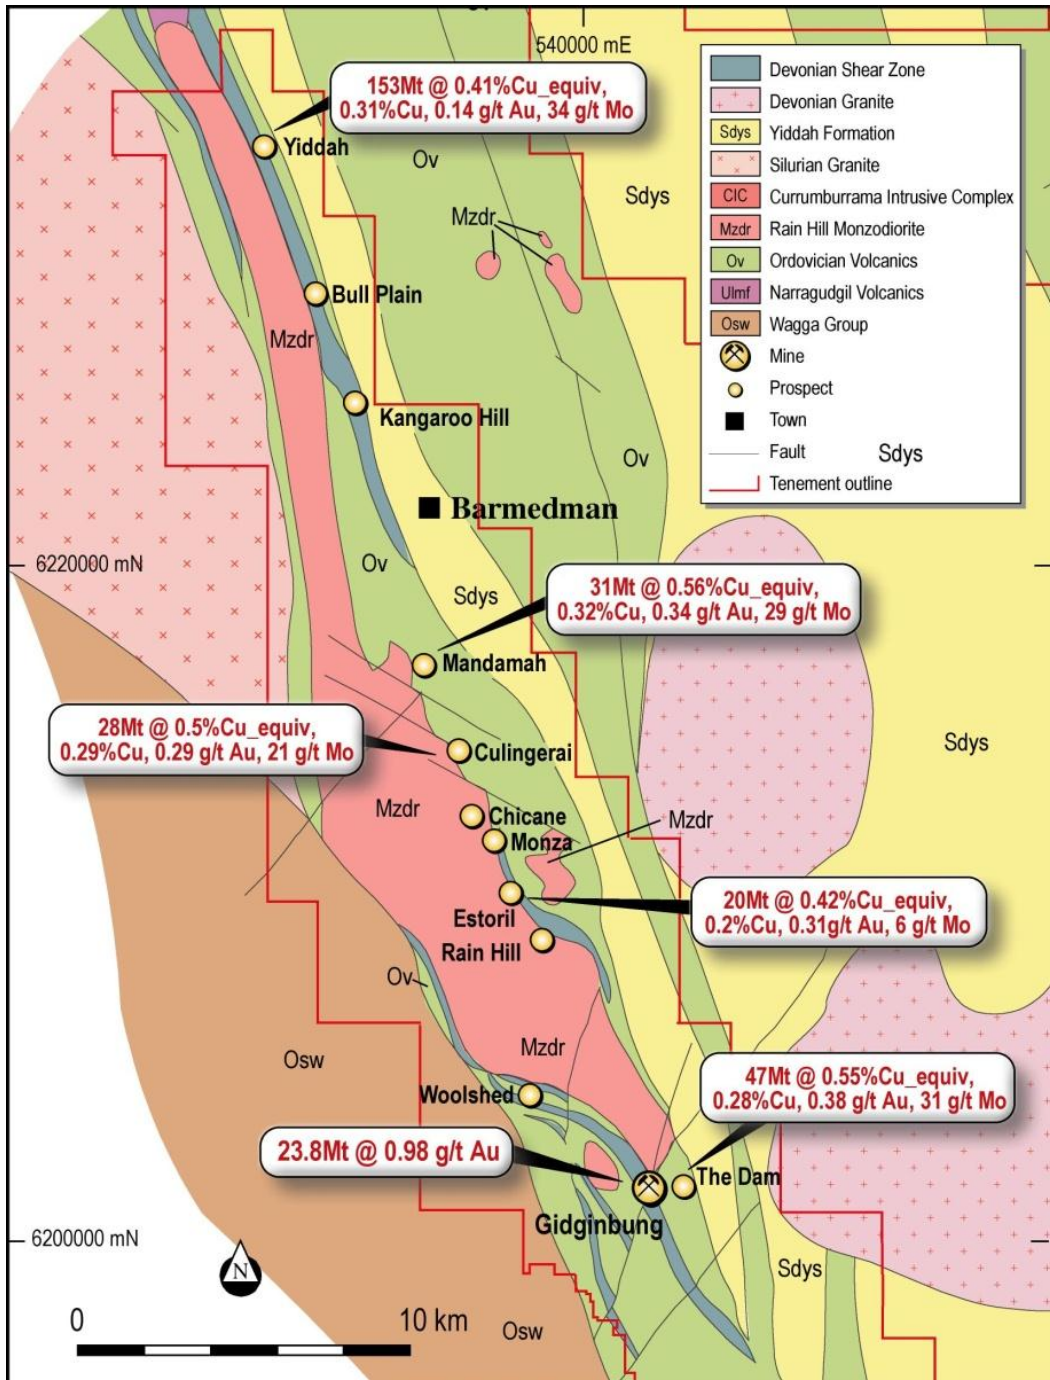 540000 mE
153Mt @ 0.41%Cu_equiv,
0.31%Cu, 0.14 g/t Au, 34 g/t Mo
Yiddah
Ov
Sdys
Mzdr
Bull Plain
Mzdr
Kangaroo Hill
Ov
Barmedman
6220000 mN
Ov
Sdys
31Mt @ 0.56%Cu_equiv,
0.32%Cu, 0.34 g/t Au, 29 g/t Mo
Mandamah
28Mt @ 0.5%Cu_equiv,
0.29%Cu, 0.29 g/t Au, 21 g/t Mo
Culingerai
Sdys
Mzdr
Chicane
Mzdr
Monza
20Mt @ 0.42%Cu_equiv,
0.2%Cu, 0.31g/t Au, 6 g/t Mo
Estoril
Rain Hill
Ov
Mzdr
Osw
Woolshed
47Mt @ 0.55%Cu_equiv,
0.28%Cu, 0.38 g/t Au, 31 g/t Mo
23.8Mt @ 0.98 g/t Au
The Dam
Gidginbung
6200000 mN
Sdys
N
0 10 km
Osw
Devonian Shear Zone
Devonian Granite
Sdys Yiddah Formation
Silurian Granite
CIC Currumburrama Intrusive Complex
Mzdr Rain Hill Monzodiorite
Ov Ordovician Volcanics
Ulmf Narragudgil Volcanics
Osw Wagga Group
Mine
Prospect
Town
Fault Sdys
Tenement outline